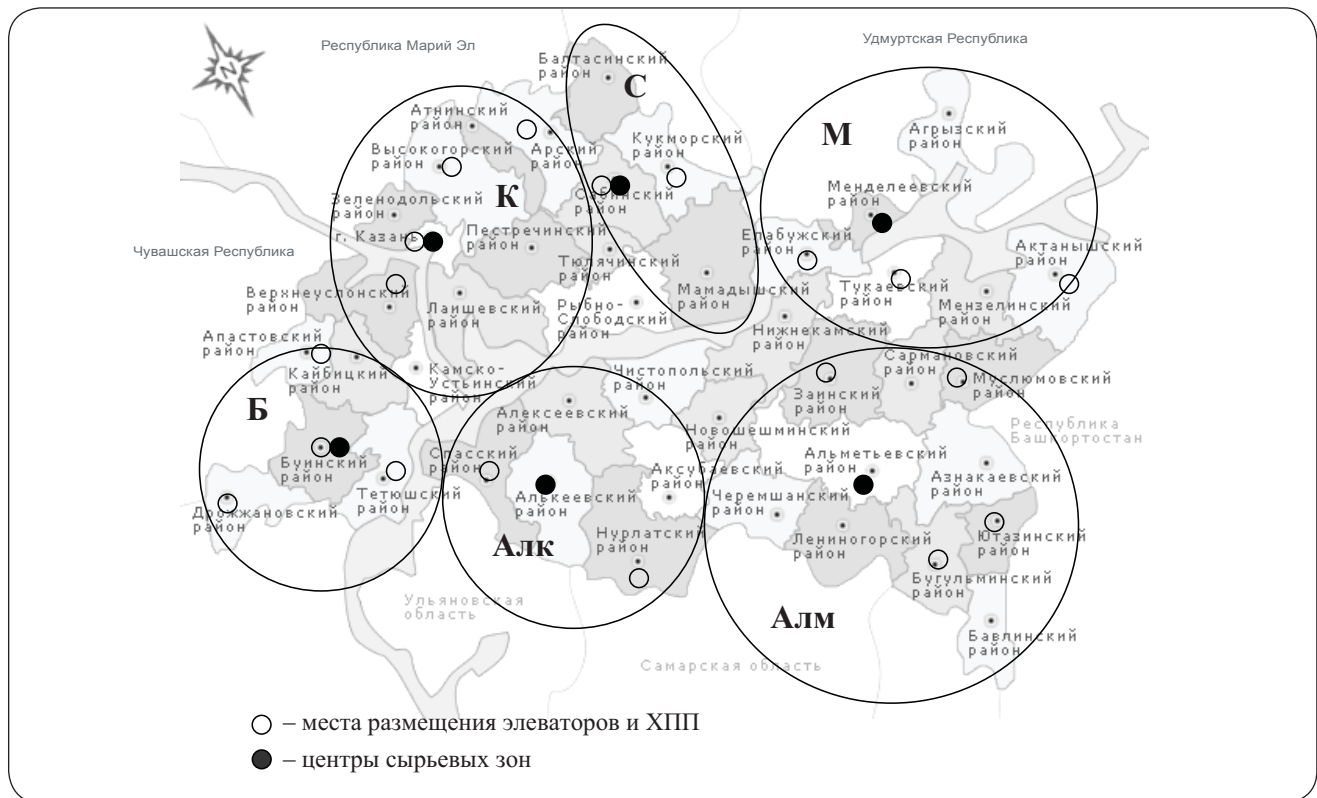 Республика Марий Эл
Удмуртская Республика
Балтасинский
район
С
Атнинский
район
Агрызский
район
М
Кукморский
район
Арский
район
Высокогорский
район
Менделеевский
район
Сабинский
район
Зеленодольский
район
К
г. Казань
Пестречинский
район
Елабужский
район
Актанышский
район
Чувашская Республика
Тюлячинский
район
Тукаевский
район
Мамадышский
район
Мензелинский
район
Верхнеуслонский
район
Лаишевский
район
Рыбно-
Слободский
район
Нижнекамский
район
Апастовский
район
Сармановский
район
Кайбицкий
район
Камско-
Устьинский
район
Чистопольский
район
Муслюмовский
район
Заинский
район
Б
Алексеевский
район
Новошешминский
район
Республика
Башкортостан
Буинский
район
Спасский
район
Аксубаевский
район
Альметьевский
район
Азнакаевский
район
Тетюшский
район
Алькеевский
район
Черемшанский
район
Дрожжановский
район
Нурлатский
район
Лениногорский
район
Ютазинский
район
Алк
Бугульминский
район
Ульяновская
область
Алм
Бавлинский
район
Самарская область
– места размещения элеваторов и ХПП
– центры сырьевых зон